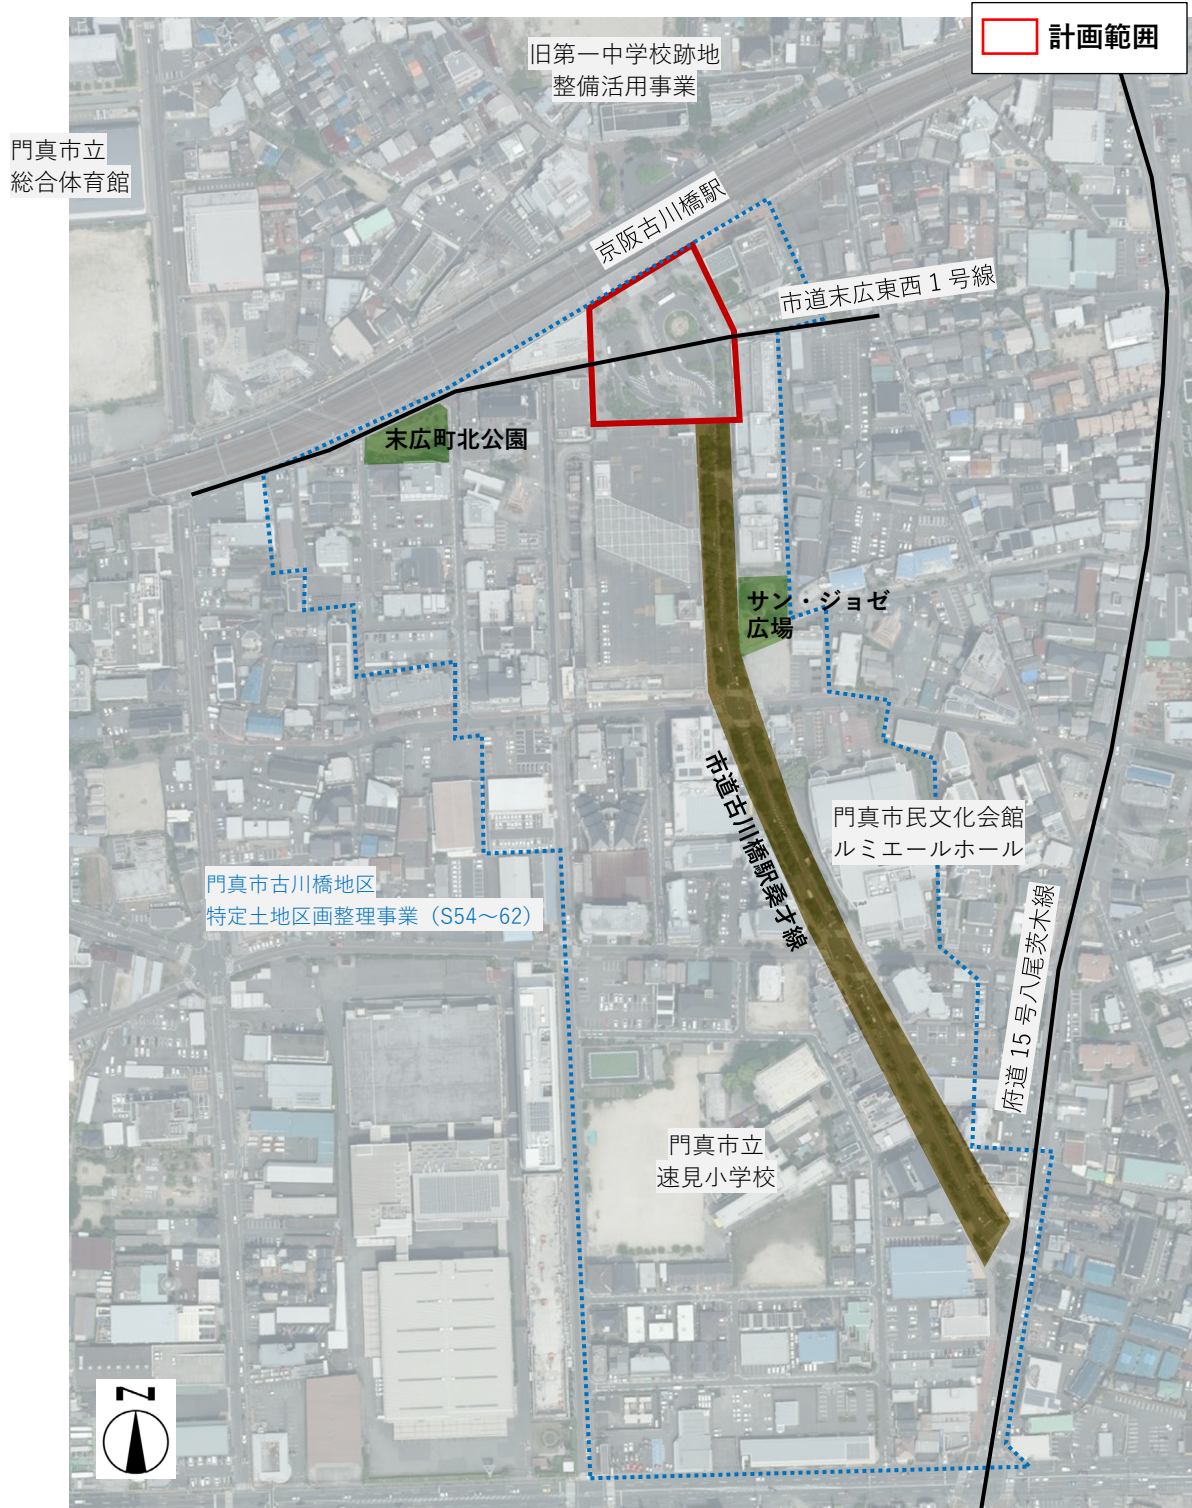 計画範囲
旧第一中学校跡地
整備活用事業
門真市立
総合体育館
京阪古川橋駅
市道末広東西 1 号線
末広町北公園
サン・ジョゼ
広場
市道古川橋駅桑才線
門真市民文化会館
ルミエールホール
門真市古川橋地区
特定土地区画整理事業（S54～62）
府道 15 号八尾茨木線
門真市立
速見小学校
N